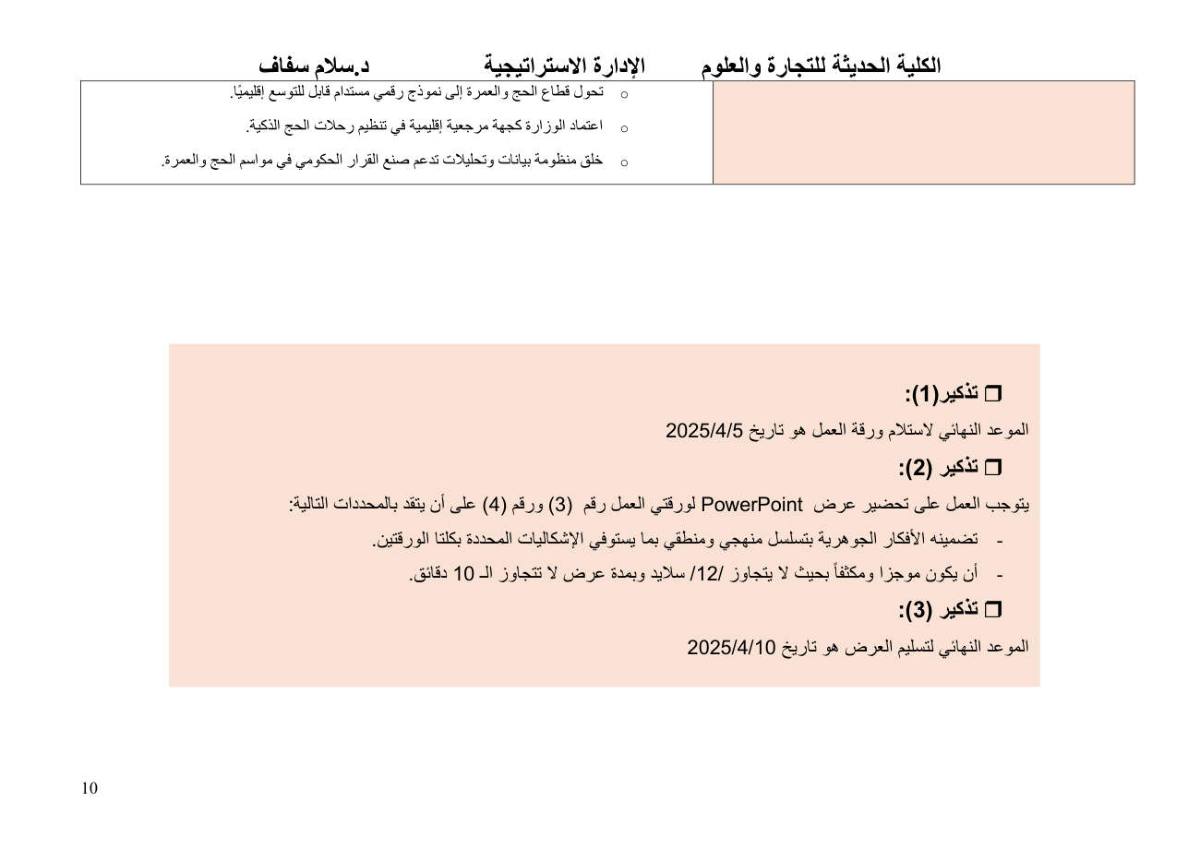 الكلية الحديثة للتجارة والعلوم الإدارة الاستراتيجية د.سلام سفاف
o تحول قطاع الحج والعمرة إلى نموذج رقمي مستدام قابل للتوسع إقليميًا.
o اعتماد الوزارة كجهة مرجعية إقليمية في تنظيم رحلات الحج الذكية.
o خلق منظومة بيانات وتحليلات تدعم صنع القرار الحكومي في مواسم الحج والعمرة.
❒ تذكير(1):
الموعد النهائي لاستلام ورقة العمل هو تاريخ 2025/4/5
❒ تذكير (2):
يتوجب العمل على تحضير عرض PowerPoint لورقتي العمل رقم (3) ورقم (4) على أن يتقد بالمحددات التالية:
- تضمينه الأفكار الجوهرية بتسلسل منهجي ومنطقي بما يستوفي الإشكاليات المحددة بكلتا الورقتين.
- أن يكون موجزا ومكثفاً بحيث لا يتجاوز /12/ سلايد وبمدة عرض لا تتجاوز الـ 10 دقائق.
❒ تذكير (3):
الموعد النهائي لتسليم العرض هو تاريخ 2025/4/10
10